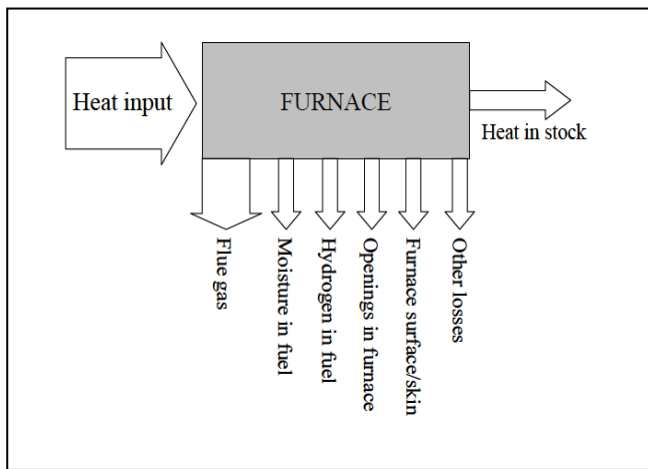 Heat input
FURNACE
Heat in stock
Flue gas
Moisture in fuel
Hydrogen in fuel
Openings in furnace
Furnace surface/skin
Other losses